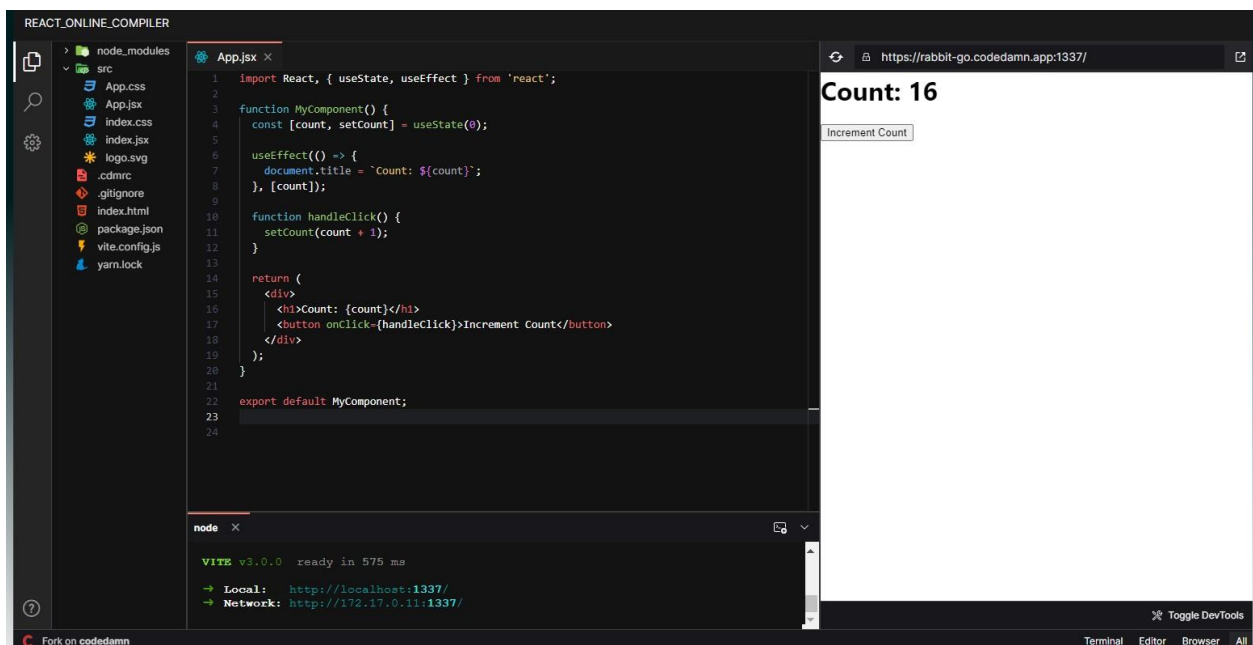 REACT_ONLINE_COMPILER
node_modules
src
App.css
App.jsx
index.css
index.jsx
logo.svg
.cdmrc
.gitignore
index.html
package.json
vite.config.js
yarn.lock
App.jsx
1 import React, { useState, useEffect } from 'react';
2
3 function MyComponent() {
4 const [count, setCount] = useState(0);
5
6 useEffect(() => {
7 document.title = `Count: ${count}`;
8 }, [count]);
9
10 function handleClick() {
11 setCount(count + 1);
12 }
13
14 return (
15 <div>
16 <h1>Count: {count}</h1>
17 <button onClick={handleClick}>Increment Count</button>
18 </div>
19 );
20 }
21
22 export default MyComponent;
23
24
node
VITE v3.0.0 ready in 575 ms
→ Local: http://localhost:1337/
→ Network: http://172.17.0.11:1337/
https://rabbit-go.codedamn.app:1337/
Count: 16
Increment Count
Toggle DevTools
Fork on codedamn
Terminal Editor Browser All